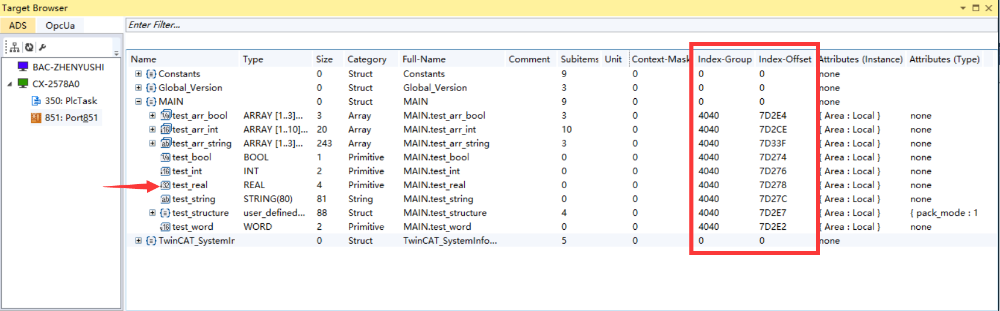 Target Browser
ADS OpcUa
Enter Filter...
BAC-ZHENYUSHI
CX-2578A0
350: PlcTask
851: Port851
Name Type Size Category Full-Name Comment Subitems Unit Context-Mask Index-Group Index-Offset Attributes (Instance) Attributes (Type)
Constants 0 Struct Constants 9 0 0 0 none
Global_Version 0 Struct Global_Version 3 0 0 0 none
MAIN 0 Struct MAIN 9 0 0 0 none
test_arr_bool ARRAY [1..3]... 3 Array MAIN.test_arr_bool 3 0 4040 7D2E4 { Area : Local } none
test_arr_int ARRAY [1..10]... 20 Array MAIN.test_arr_int 10 0 4040 7D2CE { Area : Local } none
test_arr_string ARRAY [1..3]... 243 Array MAIN.test_arr_string 3 0 4040 7D33F { Area : Local } none
test_bool BOOL 1 Primitive MAIN.test_bool 0 0 4040 7D274 { Area : Local } none
test_int INT 2 Primitive MAIN.test_int 0 0 4040 7D276 { Area : Local } none
test_real REAL 4 Primitive MAIN.test_real 0 0 4040 7D278 { Area : Local } none
test_string STRING(80) 81 String MAIN.test_string 0 0 4040 7D27C { Area : Local } none
test_structure user_defined... 88 Struct MAIN.test_structure 4 0 4040 7D2E7 { Area : Local } { pack_mode : 1
test_word WORD 2 Primitive MAIN.test_word 0 0 4040 7D2E2 { Area : Local } none
TwinCAT_SystemIr 0 Struct TwinCAT_SystemInfo... 5 0 0 0 none